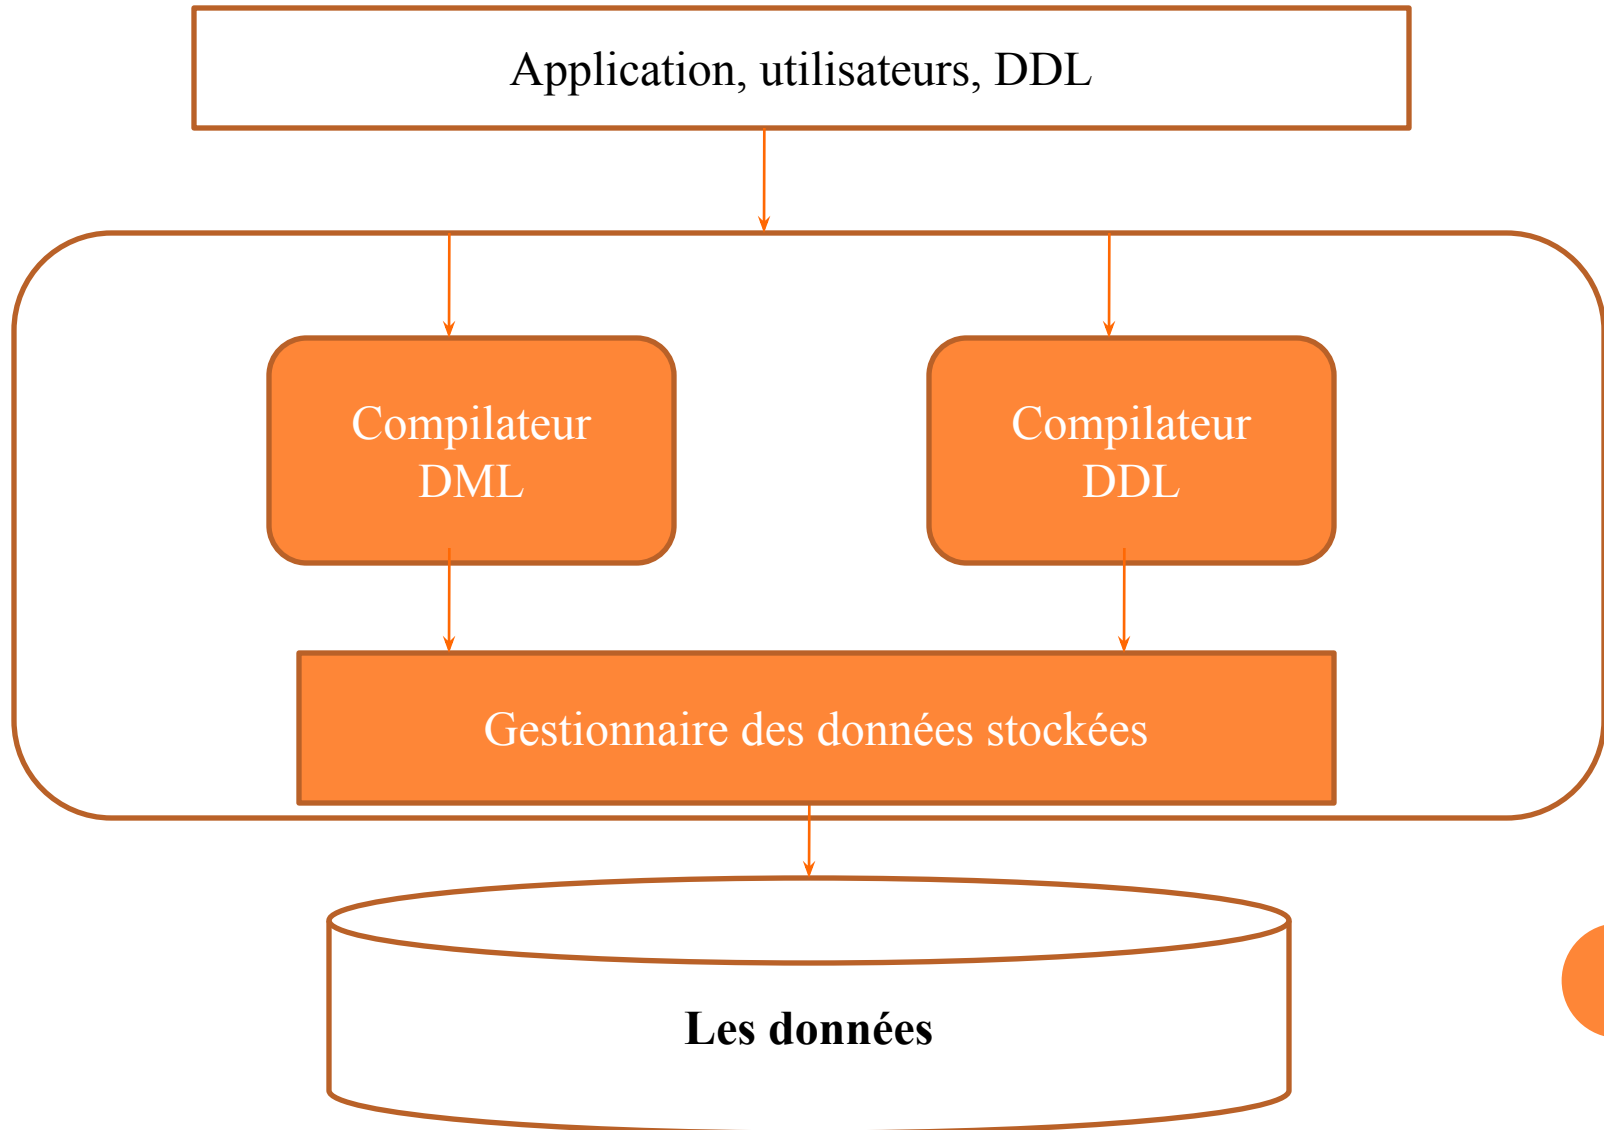 Application, utilisateurs, DDL
Compilateur
DML
Compilateur
DDL
Gestionnaire des données stockées
Les données